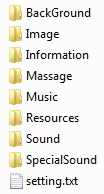 BackGround
Image
Information
Massage
Music
Resources
Sound
SpecialSound
setting.txt